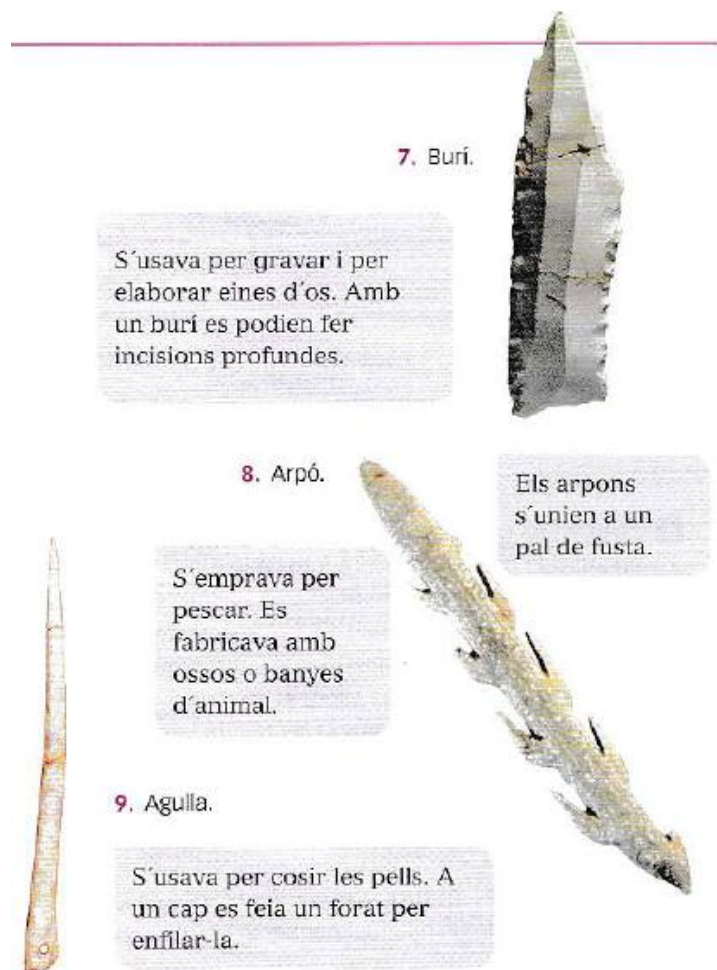 7. Burí.
S´usava per gravar i per
elaborar eines d´os. Amb
un burí es podien fer
incisions profundes.
8. Arpó.
Els arpons
s´unien a un
pal de fusta.
S´emprava per
pescar. Es
fabricava amb
ossos o banyes
d´animal.
9. Agulla.
S´usava per cosir les pells. A
un cap es feia un forat per
enfilar-la.